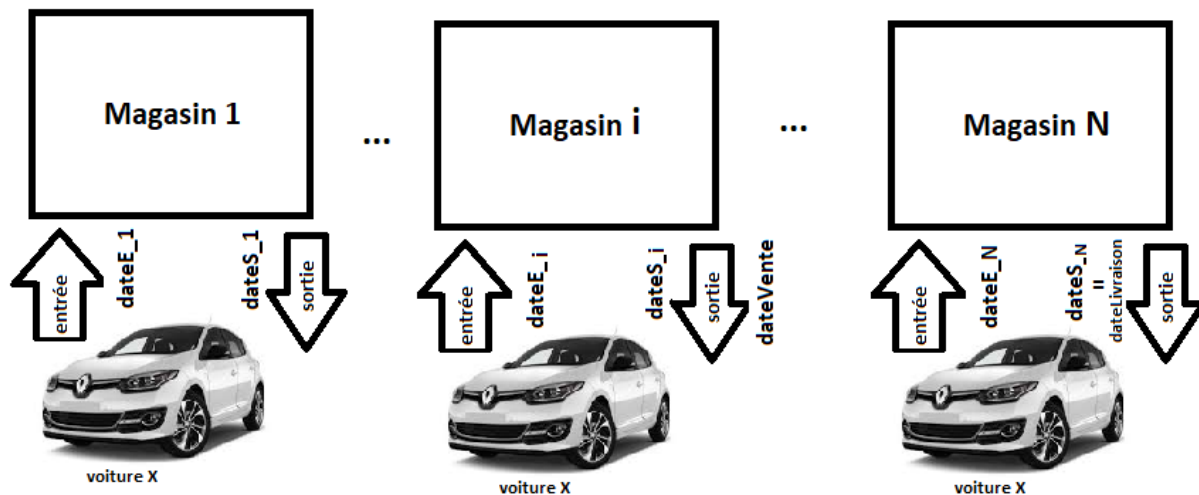 Magasin 1
...
Magasin i
...
Magasin N
entrée
dateE_1
dateS_1
sortie
entrée
dateE_i
dateS_i
sortie
dateVente
entrée
dateE_N
dateS_N
=
dateLivraison
sortie
voiture X
voiture X
voiture X